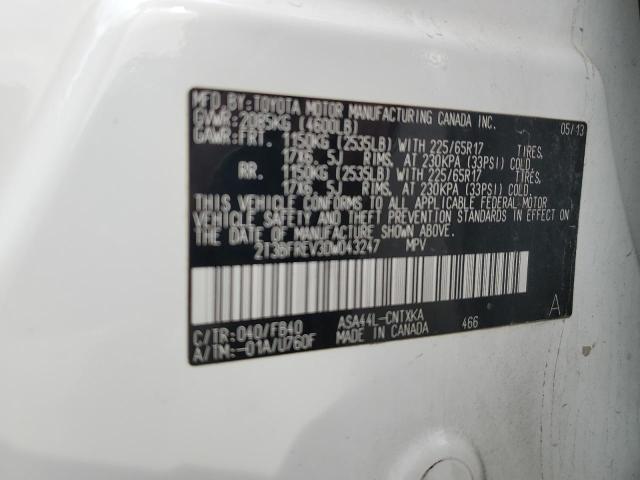 MFD BY: TOYOTA MOTOR MANUFACTURING CANADA INC. 05/13
GVWR: 2085KG (4600LB)
GAWR: FRT. 1150KG (2535LB) WITH 225/65R17 TIRES,
17X6.5J RIMS, AT 230KPA (33PSI) COLD
RR. 1150KG (2535LB) WITH 225/65R17 TIRES,
17X6.5J RIMS, AT 230KPA (33PSI) COLD
THIS VEHICLE CONFORMS TO ALL APPLICABLE FEDERAL MOTOR
VEHICLE SAFETY AND THEFT PREVENTION STANDARDS IN EFFECT ON
THE DATE OF MANUFACTURE SHOWN ABOVE.
2T3BFREV3DW043247 MPV
C/TR: 040/FB40 ASA44L-CNTXKA 466 A
A/TM: -01A/U760F MADE IN CANADA